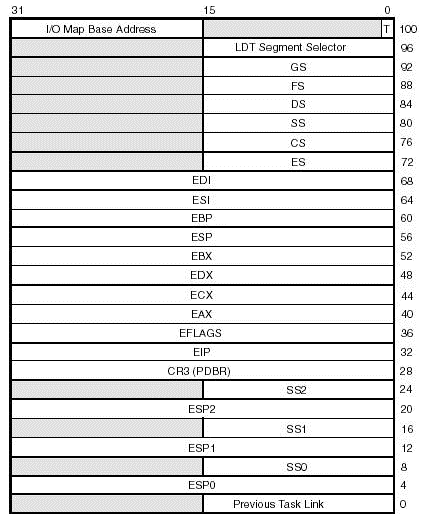 31 15 0
I/O Map Base Address T 100
LDT Segment Selector 96
GS 92
FS 88
DS 84
SS 80
CS 76
ES 72
EDI 68
ESI 64
EBP 60
ESP 56
EBX 52
EDX 48
ECX 44
EAX 40
EFLAGS 36
EIP 32
CR3 (PDBR) 28
SS2 24
ESP2 20
SS1 16
ESP1 12
SS0 8
ESP0 4
Previous Task Link 0